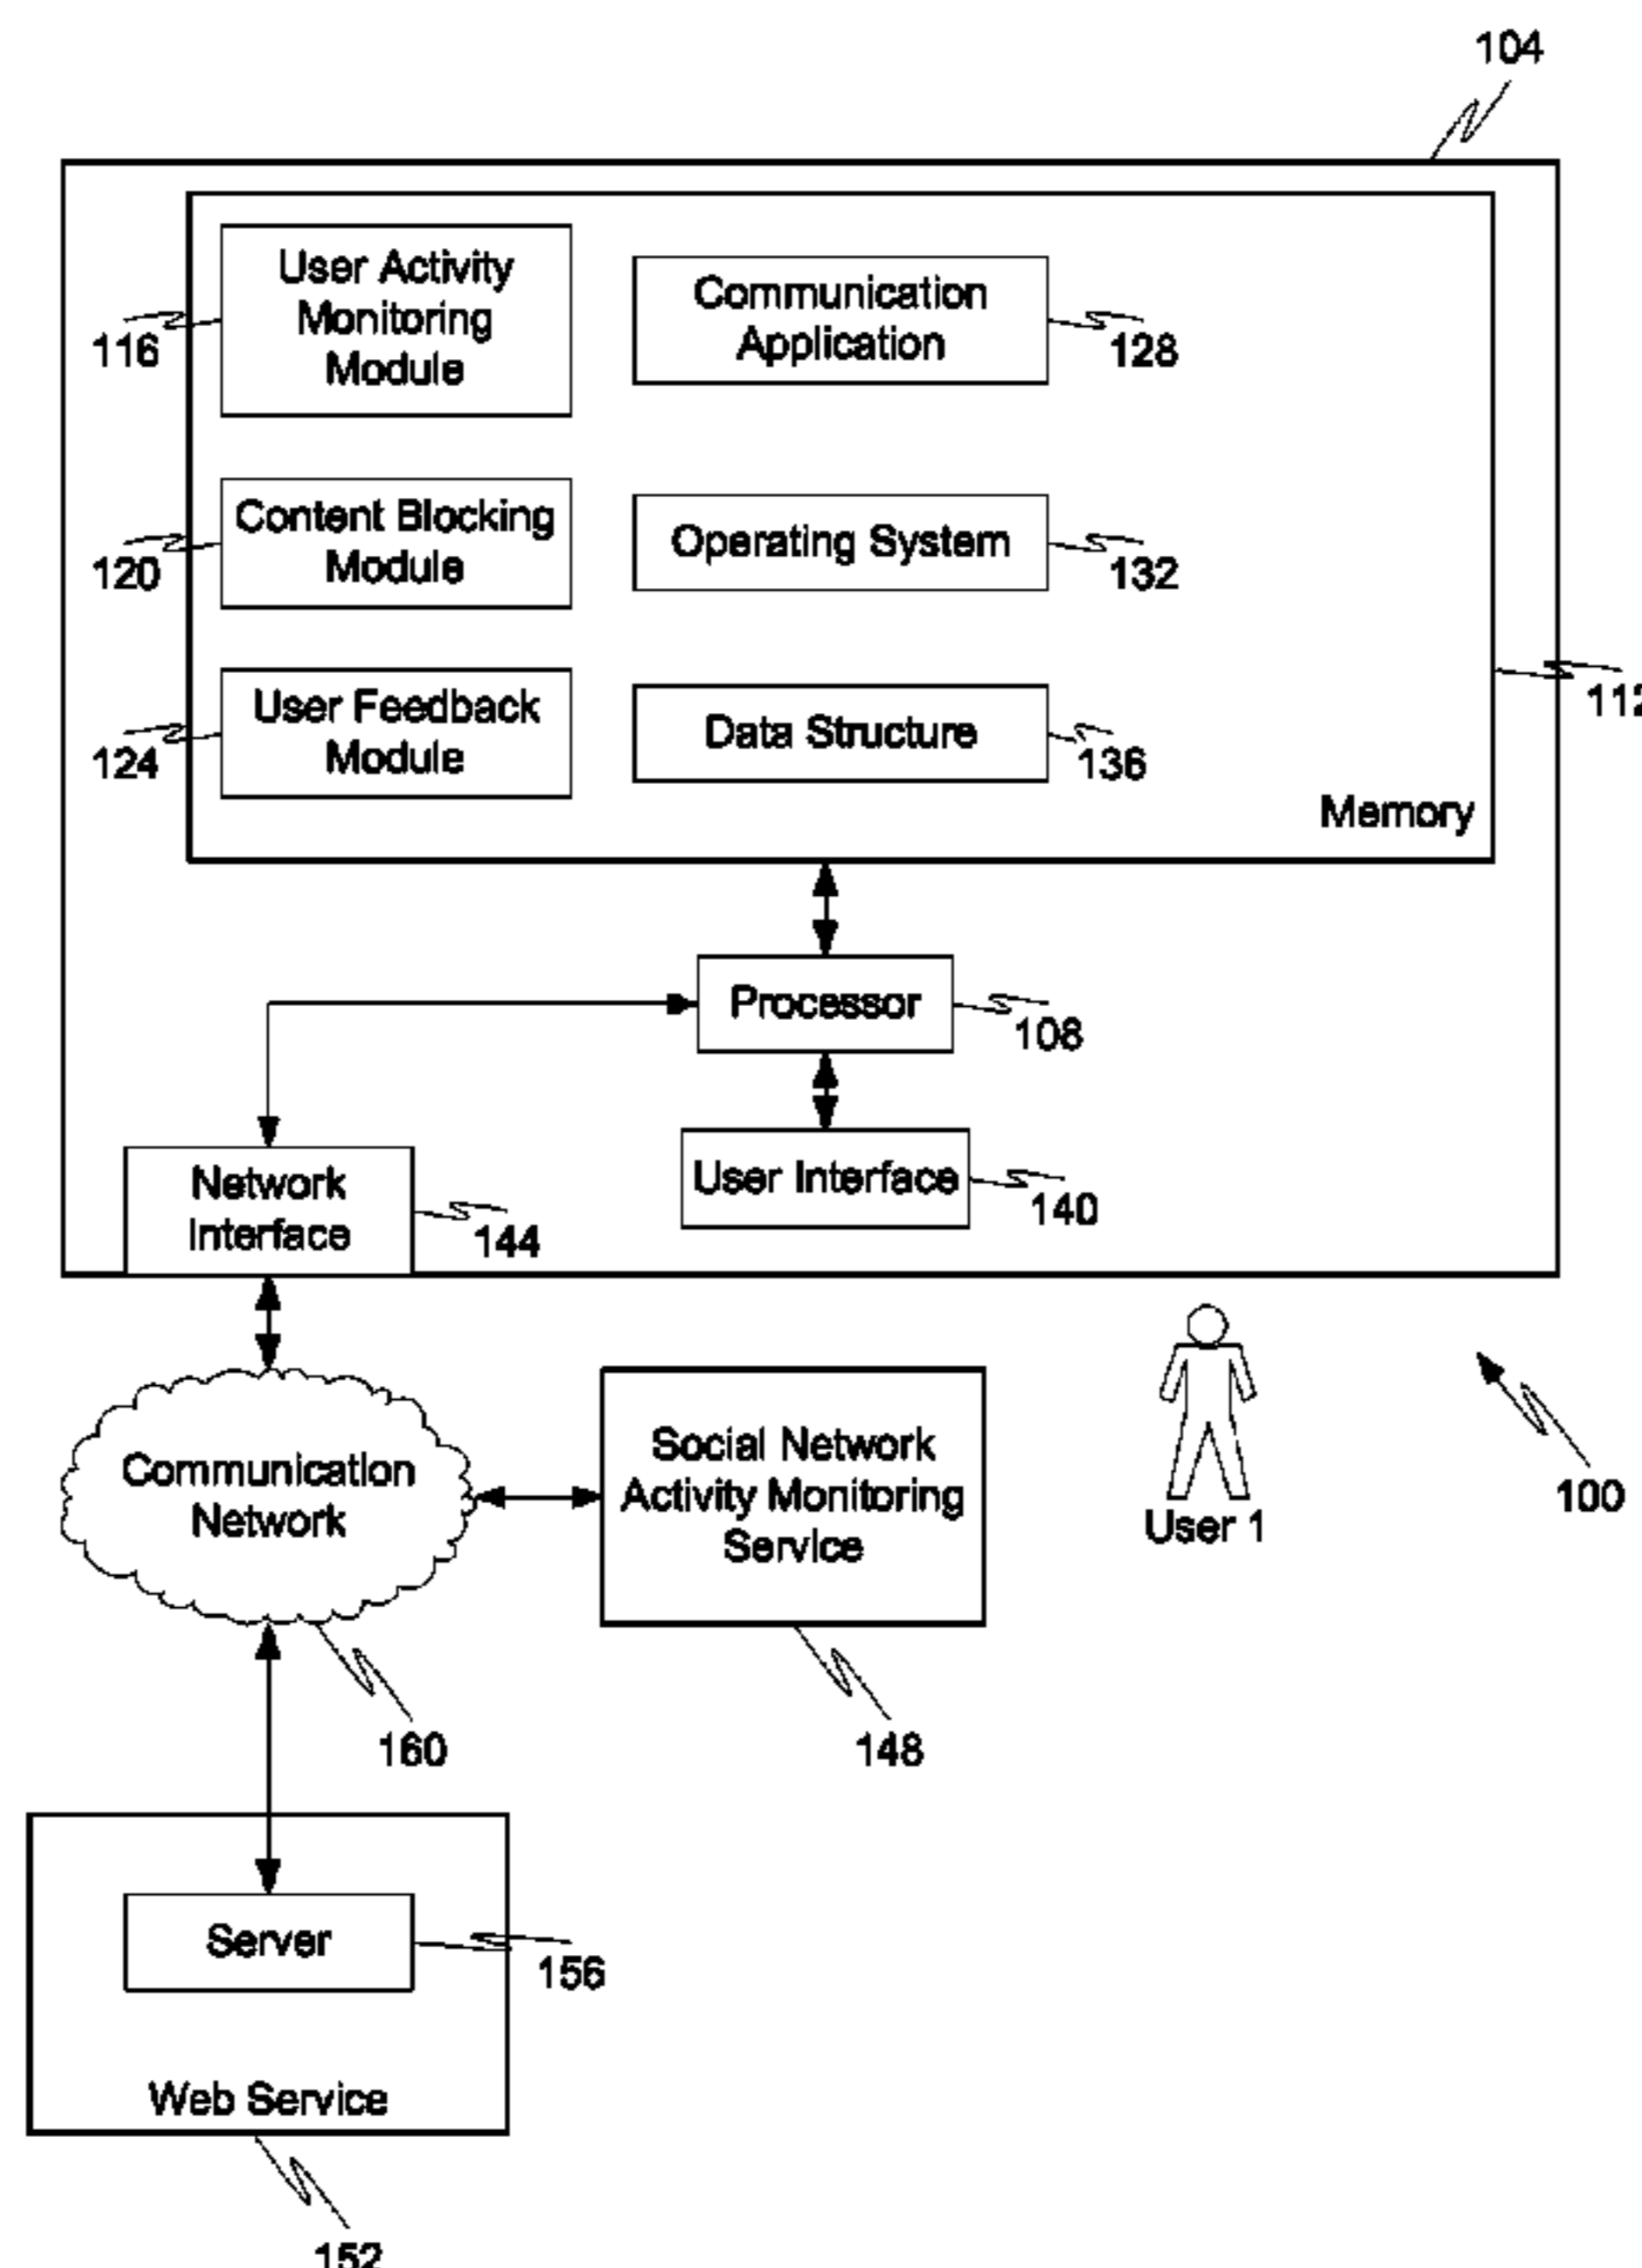 104
User Activity
Monitoring
Module
116
Communication
Application
128
Content Blocking
Module
120
Operating System
132
112
User Feedback
Module
124
Data Structure
136
Memory
Processor
108
Network
Interface
144
User Interface
140
Communication
Network
160
Social Network
Activity Monitoring
Service
148
User 1
100
Server
156
Web Service
152